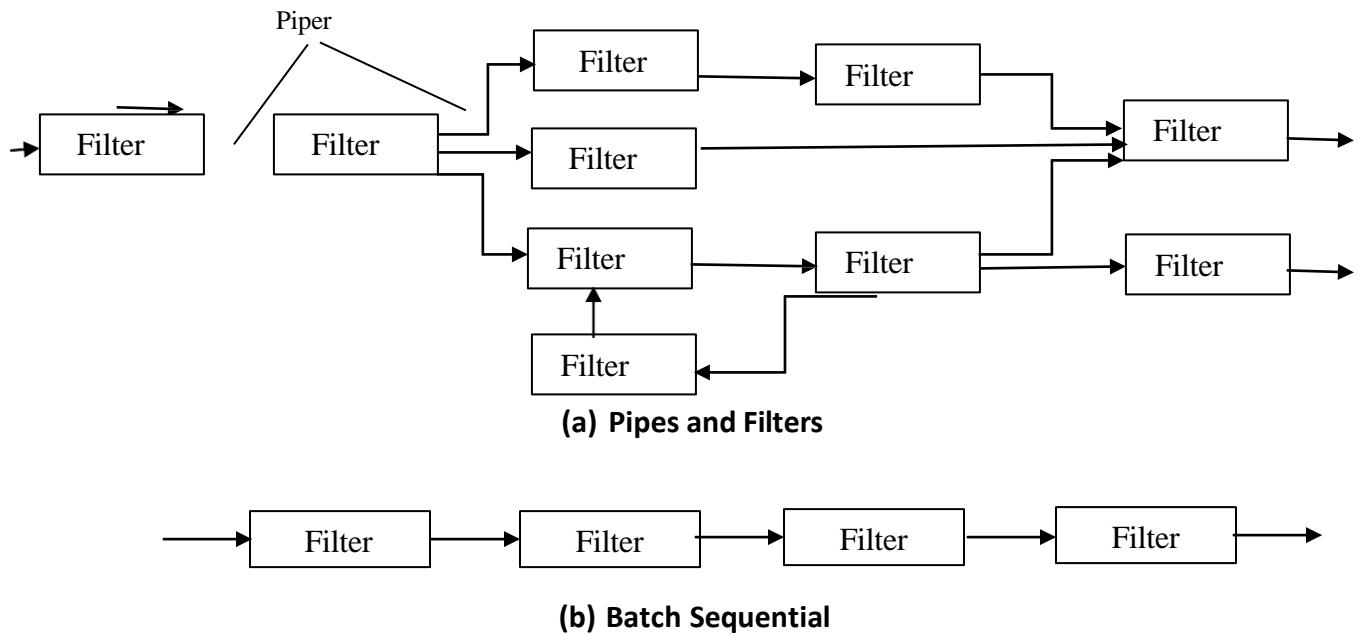 Piper
Filter Filter
Filter Filter Filter
Filter
Filter Filter Filter
Filter
Filter
(a) Pipes and Filters
Filter Filter Filter Filter
(b) Batch Sequential